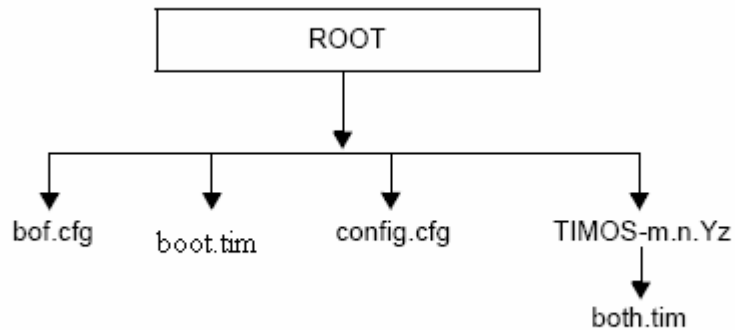 ROOT
bof.cfg
boot.tim
config.cfg
TIMOS-m.n.Yz
both.tim